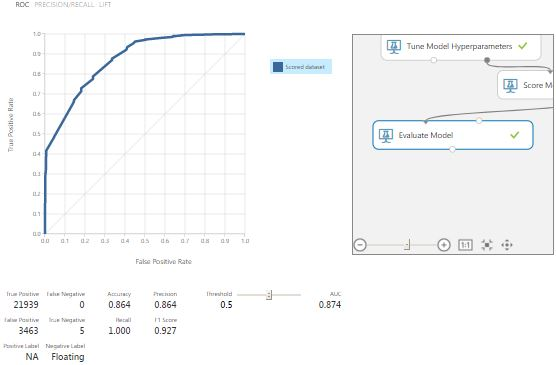 ROC PRECISION/RECALL LIFT
1.0
0.9
0.8
0.7
0.6
0.5
0.4
0.3
0.2
0.1
0.0
True Positive Rate
0.0 0.1 0.2 0.3 0.4 0.5 0.6 0.7 0.8 0.9 1.0
False Positive Rate
Scored dataset
Tune Model Hyperparameters
Score M
Evaluate Model
1:1
True Positive False Negative Accuracy Precision Threshold AUC
21939 0 0.864 0.864 0.5 0.874
False Positive True Negative Recall F1 Score
3463 5 1.000 0.927
Positive Label Negative Label
NA Floating